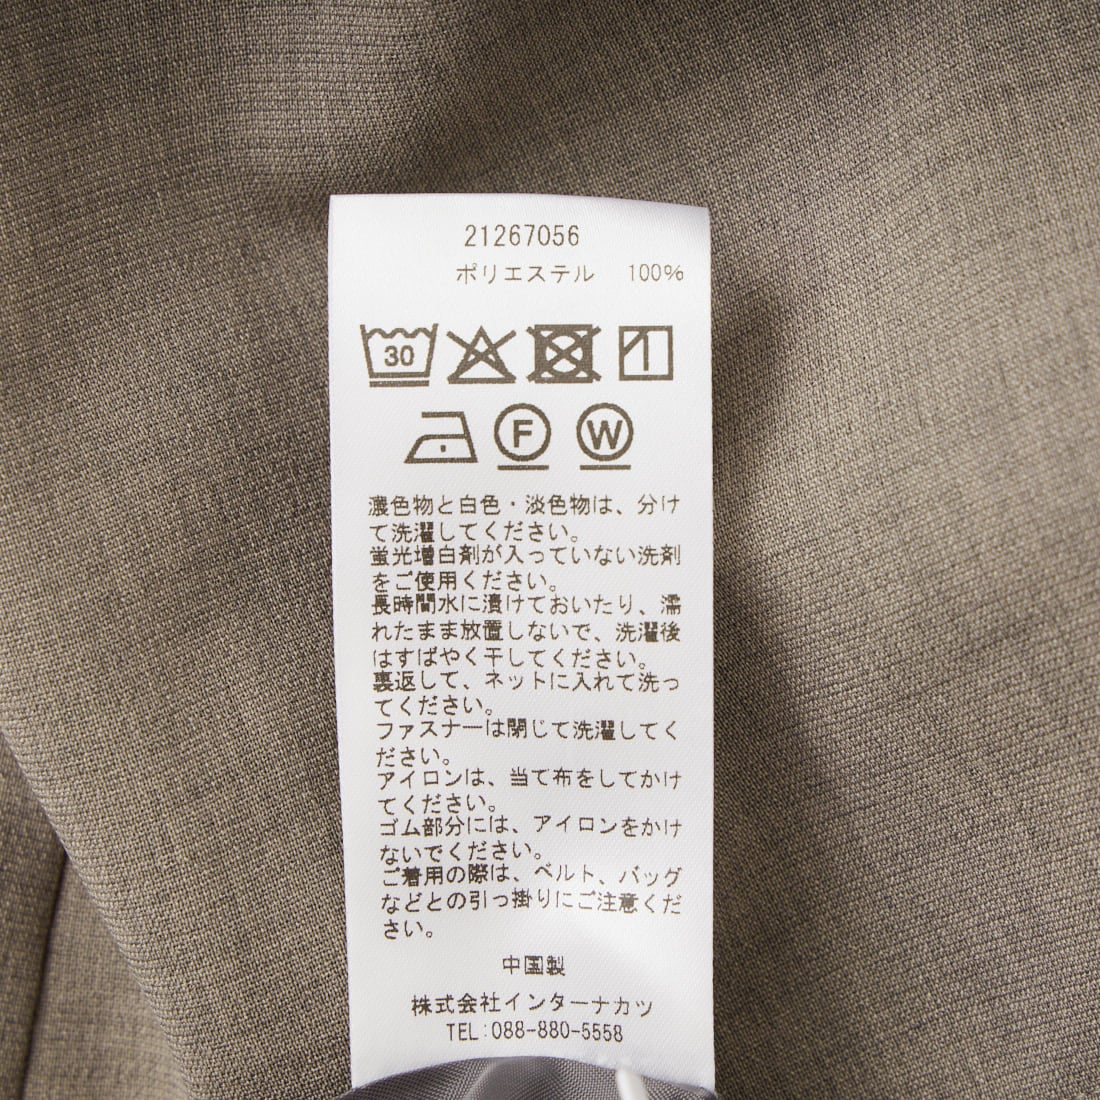 21267056
ポリエステル 100%
30
F W
濃色物と白色・淡色物は、分け
て洗濯してください。
蛍光増白剤が入っていない洗剤
をご使用ください。
長時間水に漬けておいたり、濡
れたまま放置しないで、洗濯後
はすばやく干してください。
裏返して、ネットに入れて洗っ
てください。
ファスナーは閉じて洗濯してく
ださい。
アイロンは、当て布をしてかけ
てください。
ゴム部分には、アイロンをかけ
ないでください。
ご着用の際は、ベルト、バッグ
などとの引っ掛りにご注意くだ
さい。
中国製
株式会社インターナカツ
TEL:088-880-5558